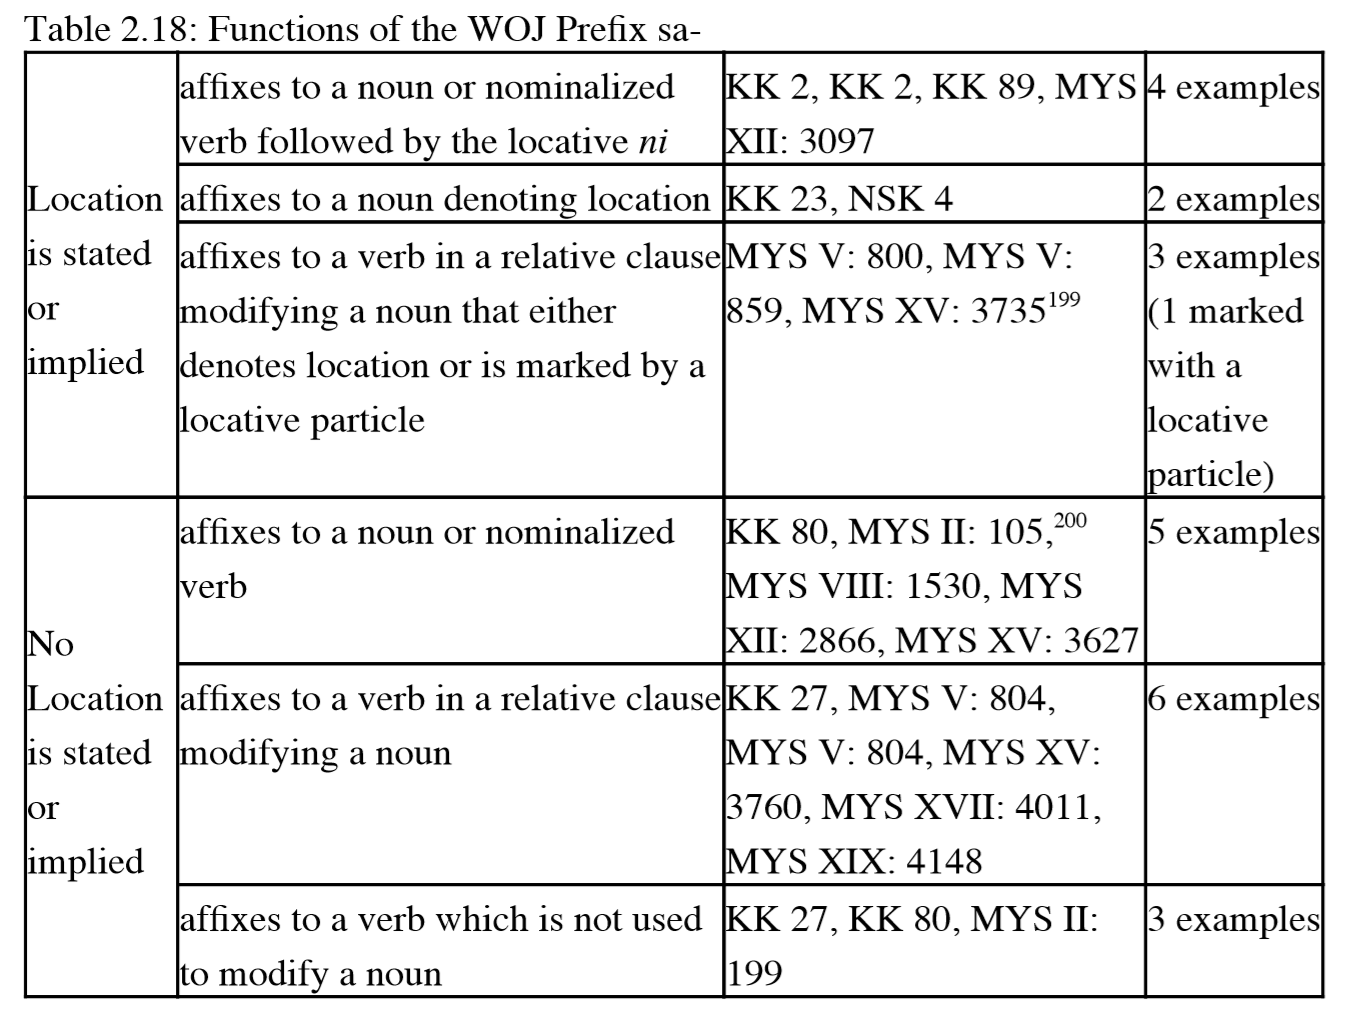 Table 2.18: Functions of the WOJ Prefix sa-
Location
is stated
or
implied
affixes to a noun or nominalized
verb followed by the locative ni
KK 2, KK 2, KK 89, MYS
XII: 3097
4 examples
affixes to a noun denoting location
KK 23, NSK 4
2 examples
affixes to a verb in a relative clause
modifying a noun that either
denotes location or is marked by a
locative particle
MYS V: 800, MYS V:
859, MYS XV: 3735199
3 examples
(1 marked
with a
locative
particle)
No
Location
is stated
or
implied
affixes to a noun or nominalized
verb
KK 80, MYS II: 105,200
MYS VIII: 1530, MYS
XII: 2866, MYS XV: 3627
5 examples
affixes to a verb in a relative clause
modifying a noun
KK 27, MYS V: 804,
MYS V: 804, MYS XV:
3760, MYS XVII: 4011,
MYS XIX: 4148
6 examples
affixes to a verb which is not used
to modify a noun
KK 27, KK 80, MYS II:
199
3 examples